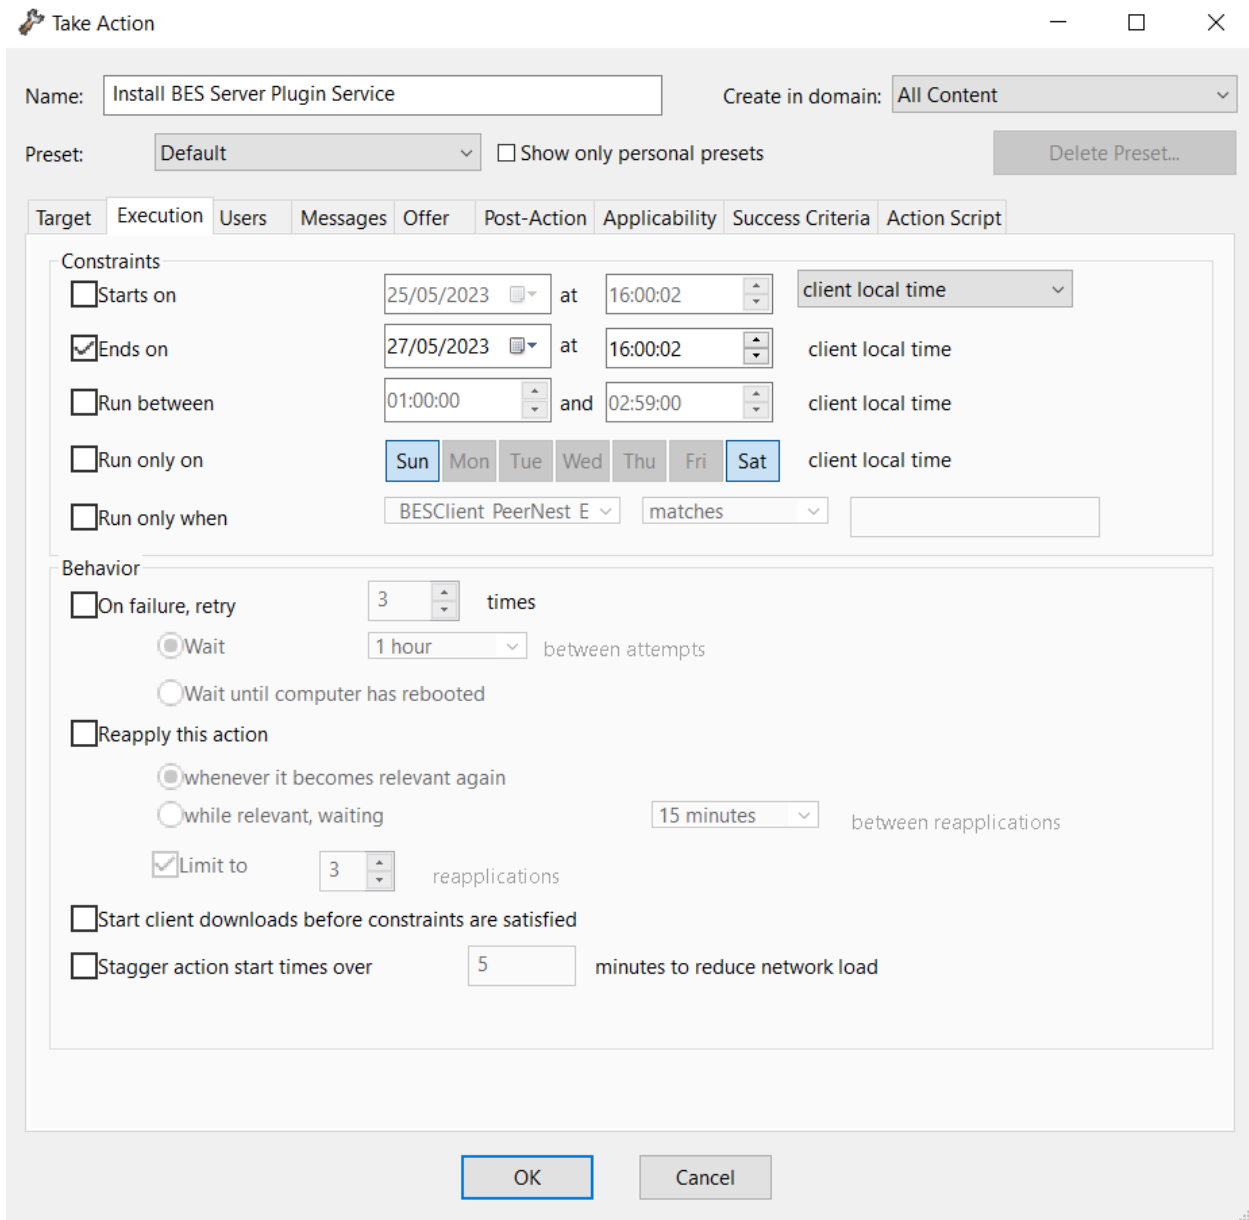 Take Action
Name: Install BES Server Plugin Service Create in domain: All Content
Preset: Default Show only personal presets Delete Preset...
Target Execution Users Messages Offer Post-Action Applicability Success Criteria Action Script
Constraints
Starts on 25/05/2023 at 16:00:02 client local time
Ends on 27/05/2023 at 16:00:02 client local time
Run between 01:00:00 and 02:59:00 client local time
Run only on Sun Mon Tue Wed Thu Fri Sat client local time
Run only when BESClient PeerNest E matches
Behavior
On failure, retry 3 times
Wait 1 hour between attempts
Wait until computer has rebooted
Reapply this action
whenever it becomes relevant again
while relevant, waiting 15 minutes between reapplications
Limit to 3 reapplications
Start client downloads before constraints are satisfied
Stagger action start times over 5 minutes to reduce network load
OK Cancel